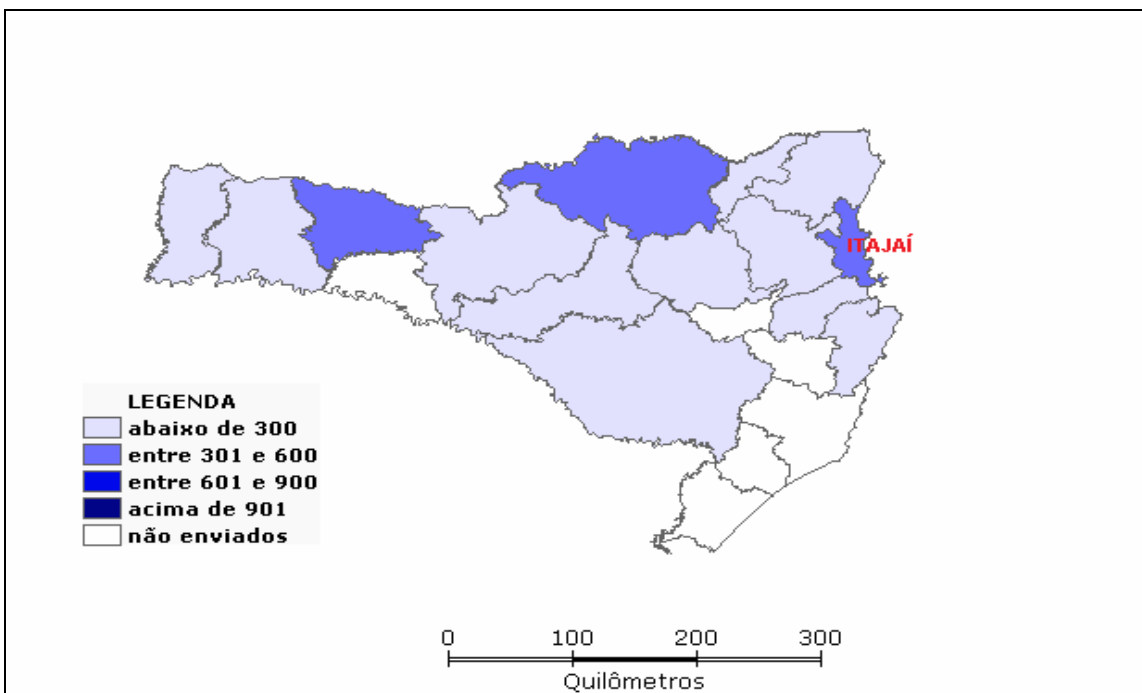 ITAJAÍ
LEGENDA
abaixo de 300
entre 301 e 600
entre 601 e 900
acima de 901
não enviados
0 100 200 300
Quilômetros